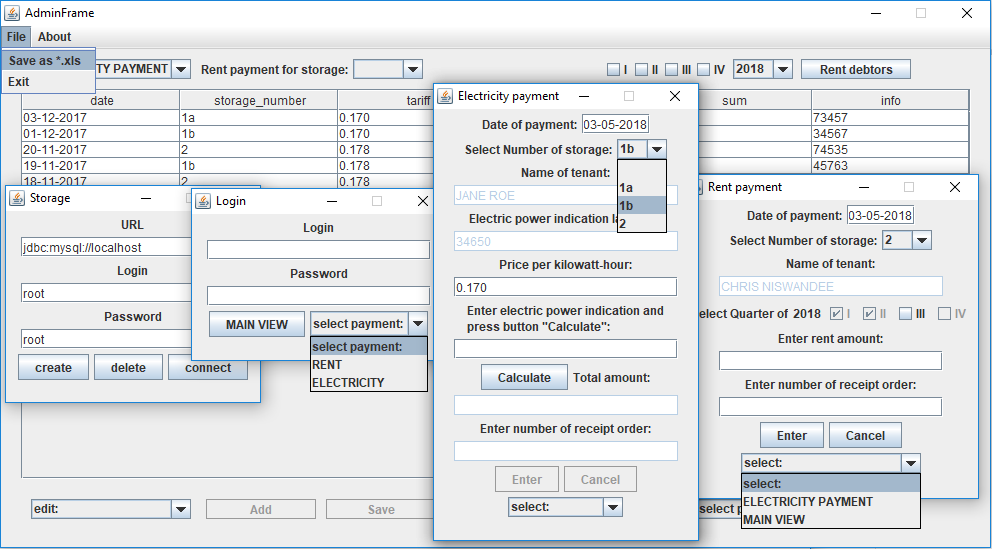 AdminFrame
File About
Save as *.xls
Exit
TY PAYMENT Rent payment for storage: I II III IV 2018 Rent debtors
date storage_number tariff sum info
03-12-2017 1a 0.170 73457
01-12-2017 1b 0.170 34567
20-11-2017 2 0.178 74535
19-11-2017 1b 0.178 45763
18-11-2017 2 0.178
edit: Add Save select p
Storage
URL
jdbc:mysql://localhost
Login
root
Password
root
create delete connect
Login
Login
Password
MAIN VIEW select payment:
select payment:
RENT
ELECTRICITY
Electricity payment
Date of payment: 03-05-2018
Select Number of storage: 1b
1a
1b
2
Name of tenant:
JANE ROE
Electric power indication la
34650
Price per kilowatt-hour:
0.170
Enter electric power indication and
press button "Calculate":
Calculate Total amount:
Enter number of receipt order:
Enter Cancel
select:
Rent payment
Date of payment: 03-05-2018
Select Number of storage: 2
Name of tenant:
CHRIS NISWANDEE
elect Quarter of 2018 I II III IV
Enter rent amount:
Enter number of receipt order:
Enter Cancel
select:
select:
ELECTRICITY PAYMENT
MAIN VIEW